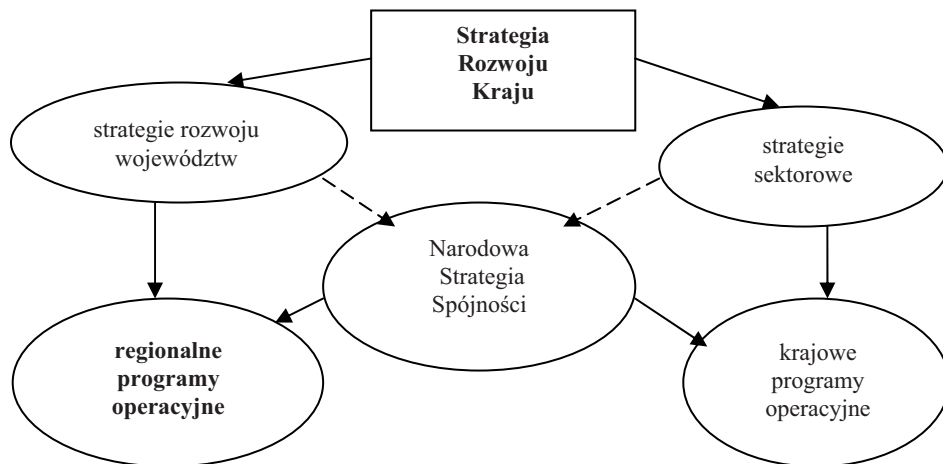 Strategia
Rozwoju
Kraju
strategie rozwoju
województw
strategie
sektorowe
Narodowa
Strategia
Spójności
regionalne
programy
operacyjne
krajowe
programy
operacyjne